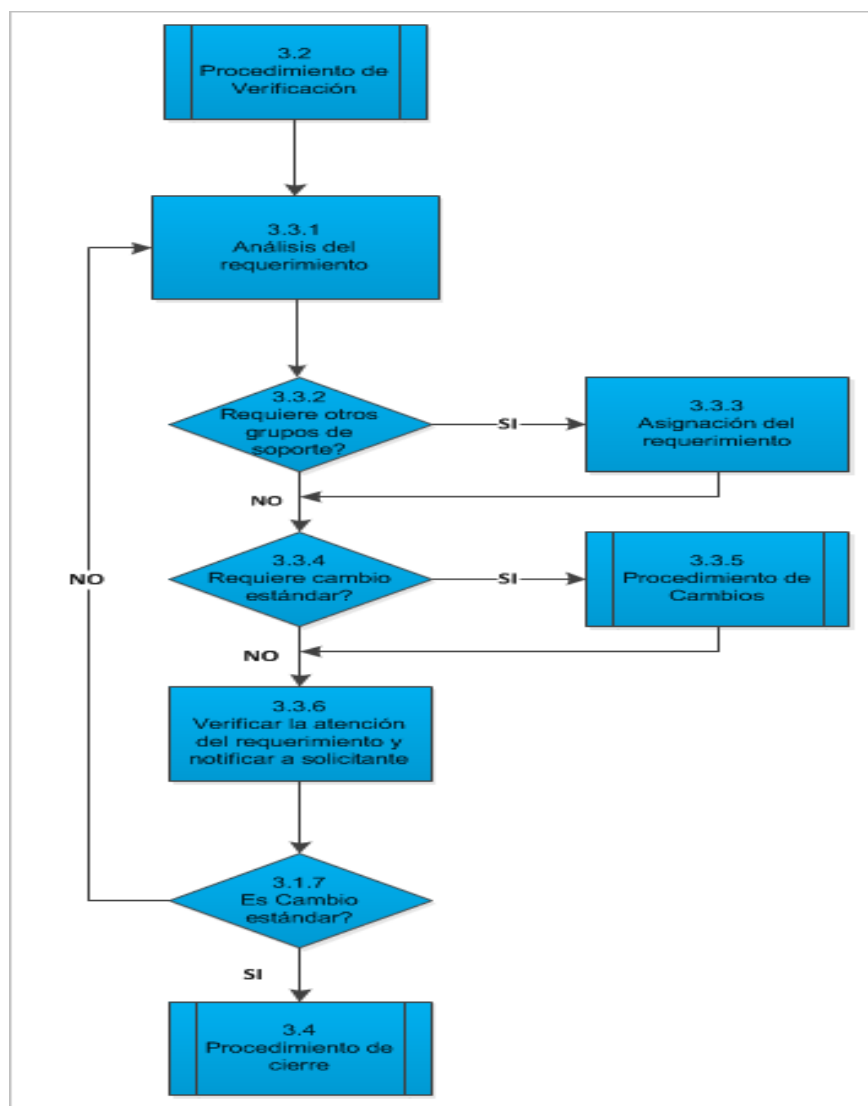 3.2
Procedimiento de
Verificación
3.3.1
Análisis del
requerimiento
3.3.2
Requiere otros
grupos de
soporte?
SI
3.3.3
Asignación del
requerimiento
NO
3.3.4
Requiere cambio
estándar?
SI
3.3.5
Procedimiento de
Cambios
NO
NO
3.3.6
Verificar la atención
del requerimiento y
notificar a solicitante
3.1.7
Es Cambio
estándar?
SI
3.4
Procedimiento de
cierre